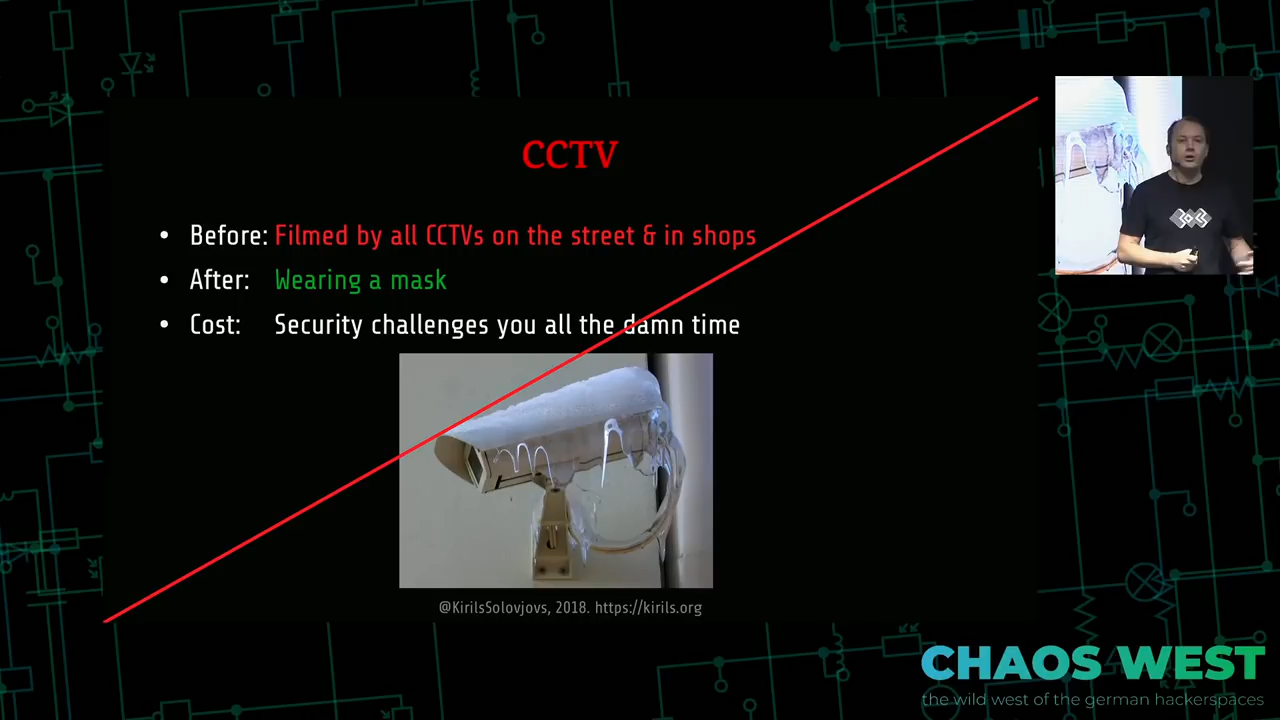 CCTV
• Before: Filmed by all CCTVs on the street & in shops
• After: Wearing a mask
• Cost: Security challenges you all the damn time
@KirilsSolovjovs, 2018. https://kirils.org
CHAOS WEST
the wild west of the german hackerspaces